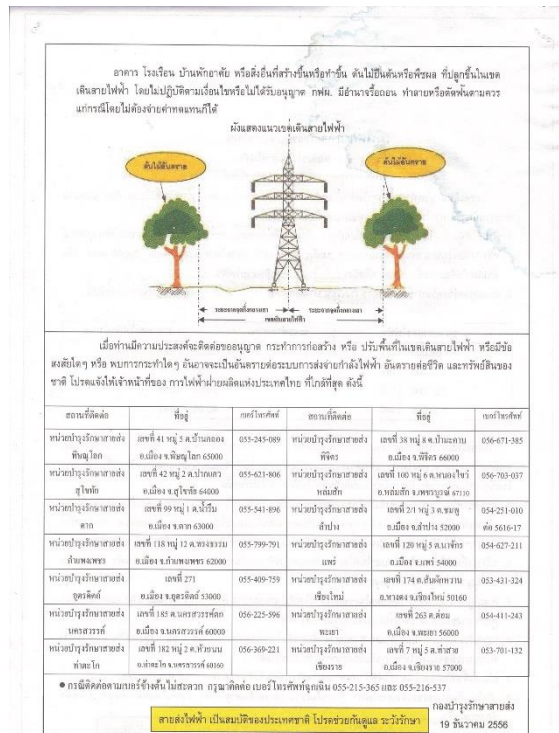 อาคาร โรงเรือน บ้านพักอาศัย หรือสิ่งอื่นที่สร้างขึ้นหรือทำขึ้น ต้นไม้ยืนต้นหรือพืชผล ที่ปลูกขึ้นในเขต
เดินสายไฟฟ้า โดยไม่ปฏิบัติตามเงื่อนไขหรือไม่ได้รับอนุญาต กฟผ. มีอำนาจรื้อถอน ทำลายหรือตัดฟันตามควร
แก่กรณีโดยไม่ต้องจ่ายค่าทดแทนก็ได้
ผังแสดงแนวเขตเดินสายไฟฟ้า
ต้นไม้อันตราย
ต้นไม้อันตราย
ระยะจากจุดกึ่งกลางเสา
ระยะจากจุดกึ่งกลางเสา
เขตเดินสายไฟฟ้า
เมื่อท่านมีความประสงค์จะติดต่อขออนุญาต กระทำการก่อสร้าง หรือ ปรับพื้นที่ในเขตเดินสายไฟฟ้า หรือมีข้อ
สงสัยใดๆ หรือ พบการกระทำใดๆ อันอาจจะเป็นอันตรายต่อระบบการส่งจ่ายกำลังไฟฟ้า อันตรายต่อชีวิต และทรัพย์สินของ
ชาติ โปรดแจ้งให้เจ้าหน้าที่ของ การไฟฟ้าฝ่ายผลิตแห่งประเทศไทย ที่ใกล้ที่สุด ดังนี้
สถานที่ติดต่อ ที่อยู่ เบอร์โทรศัพท์ สถานที่ติดต่อ ที่อยู่ เบอร์โทรศัพท์
หน่วยบำรุงรักษาสายส่ง เลขที่ 41 หมู่ 5 ต.บ้านคลอง 055-245-089 หน่วยบำรุงรักษาสายส่ง เลขที่ 38 หมู่ 8 ต.ป่ามะคาบ 056-671-385
พิษณุโลก อ.เมือง จ.พิษณุโลก 65000 พิจิตร อ.เมือง จ.พิจิตร 66000
หน่วยบำรุงรักษาสายส่ง เลขที่ 42 หมู่ 2 ต.ปากแคว 055-621-806 หน่วยบำรุงรักษาสายส่ง เลขที่ 100 หมู่ 6 ต.หนองไขว่ 056-703-037
สุโขทัย อ.เมือง จ.สุโขทัย 64000 หล่มสัก อ.หล่มสัก จ.เพชรบูรณ์ 67110
หน่วยบำรุงรักษาสายส่ง เลขที่ 99 หมู่ 1 ต.น้ำรึม 055-541-896 หน่วยบำรุงรักษาสายส่ง เลขที่ 2/1 หมู่ 3 ต.ชมพู 054-251-010
ตาก อ.เมือง จ.ตาก 63000 ลำปาง อ.เมือง จ.ลำปาง 52000 ต่อ 5616-17
หน่วยบำรุงรักษาสายส่ง เลขที่ 118 หมู่ 12 ต.ทรงธรรม 055-799-791 หน่วยบำรุงรักษาสายส่ง เลขที่ 129 หมู่ 5 ต.นาจักร 054-627-211
กำแพงเพชร อ.เมือง จ.กำแพงเพชร 62000 แพร่ อ.เมือง จ.แพร่ 54000
หน่วยบำรุงรักษาสายส่ง เลขที่ 271 055-409-759 หน่วยบำรุงรักษาสายส่ง เลขที่ 174 ต.สันผักหวาน 053-431-324
อุตรดิตถ์ อ.เมือง จ.อุตรดิตถ์ 53000 เชียงใหม่ อ.หางดง จ.เชียงใหม่ 50160
หน่วยบำรุงรักษาสายส่ง เลขที่ 185 ต.นครสวรรค์ตก 056-225-596 หน่วยบำรุงรักษาสายส่ง เลขที่ 263 ต.ต๋อม 054-411-243
นครสวรรค์ อ.เมือง จ.นครสวรรค์ 60000 พะเยา อ.เมือง จ.พะเยา 56000
หน่วยบำรุงรักษาสายส่ง เลขที่ 182 หมู่ 2 ต.หัวถนน 056-369-221 หน่วยบำรุงรักษาสายส่ง เลขที่ 7 หมู่ 5 ต.ท่าสาย 053-701-132
ท่าตะโก อ.ท่าตะโก จ.นครสวรรค์ 60160 เชียงราย อ.เมือง จ.เชียงราย 57000
● กรณีติดต่อตามเบอร์ข้างต้นไม่สะดวก กรุณาติดต่อ เบอร์โทรศัพท์ฉุกเฉิน 055-215-365 และ 055-216-537
กองบำรุงรักษาสายส่ง
สายส่งไฟฟ้า เป็นสมบัติของประเทศชาติ โปรดช่วยกันดูแล ระวังรักษา
19 ธันวาคม 2556